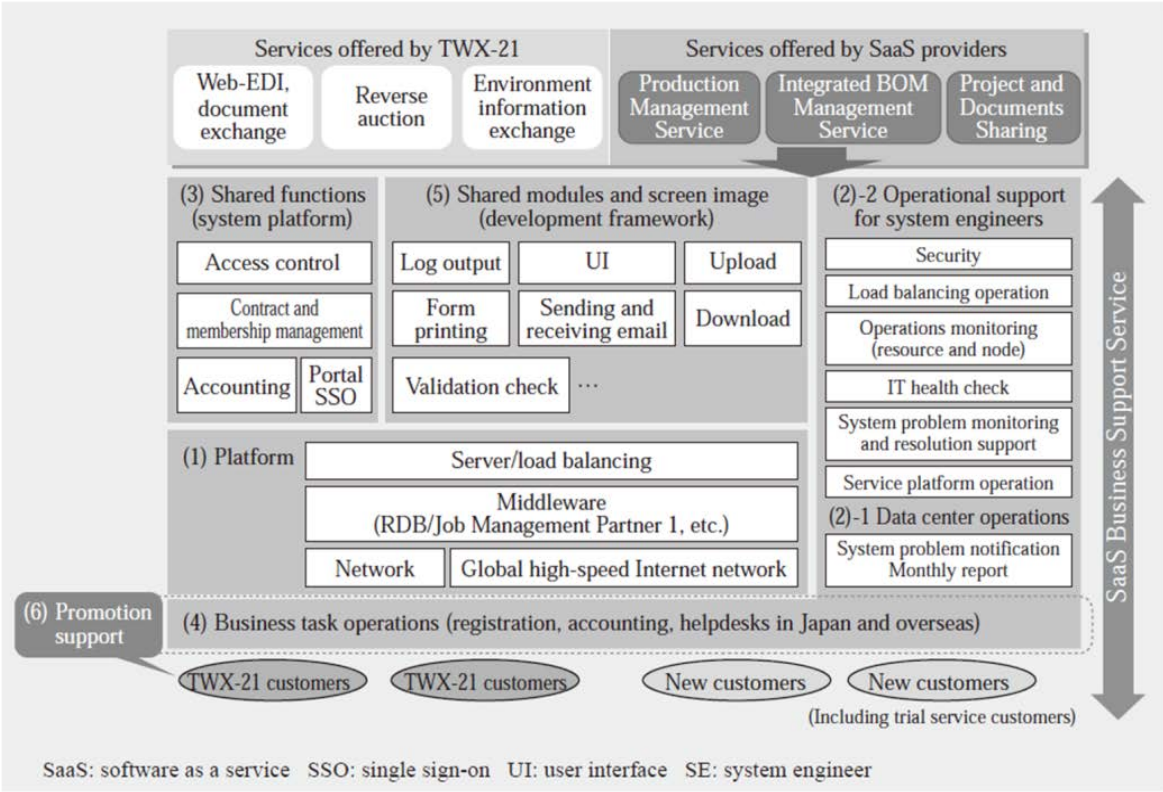 Services offered by TWX-21
Web-EDI,
document
exchange
Reverse
auction
Environment
information
exchange
Services offered by SaaS providers
Production
Management
Service
Integrated BOM
Management
Service
Project and
Documents
Sharing
(3) Shared functions
(system platform)
Access control
Contract and
membership management
Accounting
Portal
SSO
(5) Shared modules and screen image
(development framework)
Log output
UI
Upload
Form
printing
Sending and
receiving email
Download
Validation check
...
(2)-2 Operational support
for system engineers
Security
Load balancing operation
Operations monitoring
(resource and node)
IT health check
System problem monitoring
and resolution support
Service platform operation
(2)-1 Data center operations
System problem notification
Monthly report
SaaS Business Support Service
(1) Platform
Server/load balancing
Middleware
(RDB/Job Management Partner 1, etc.)
Network
Global high-speed Internet network
(6) Promotion
support
(4) Business task operations (registration, accounting, helpdesks in Japan and overseas)
TWX-21 customers
TWX-21 customers
New customers
New customers
(Including trial service customers)
SaaS: software as a service SSO: single sign-on UI: user interface SE: system engineer